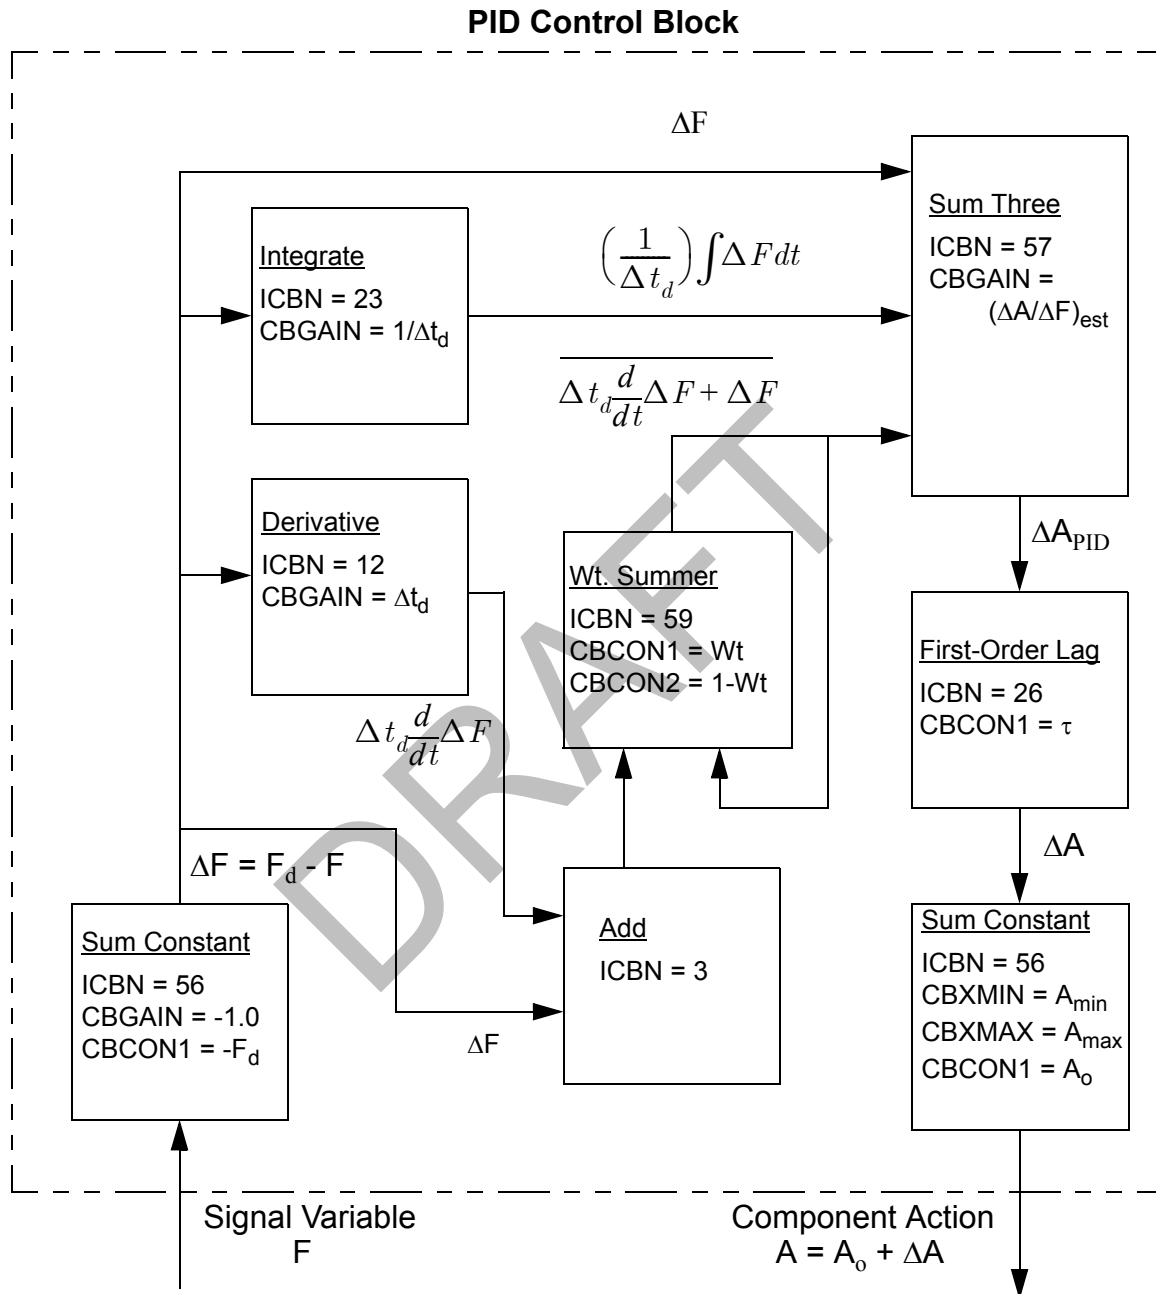 PID Control Block
ΔF
Sum Three
ICBN = 57
CBGAIN =
(ΔA/ΔF)est
Integrate
ICBN = 23
CBGAIN = 1/Δtd
(1/Δtd)∫ΔFdt
Δtd d/dt ΔF + ΔF
Derivative
ICBN = 12
CBGAIN = Δtd
Wt. Summer
ICBN = 59
CBCON1 = Wt
CBCON2 = 1-Wt
ΔAPID
First-Order Lag
ICBN = 26
CBCON1 = τ
Δtd d/dt ΔF
ΔF = Fd - F
ΔA
Sum Constant
ICBN = 56
CBGAIN = -1.0
CBCON1 = -Fd
Add
ICBN = 3
ΔF
Sum Constant
ICBN = 56
CBXMIN = Amin
CBXMAX = Amax
CBCON1 = Ao
Signal Variable
F
Component Action
A = Ao + ΔA
DRAFT